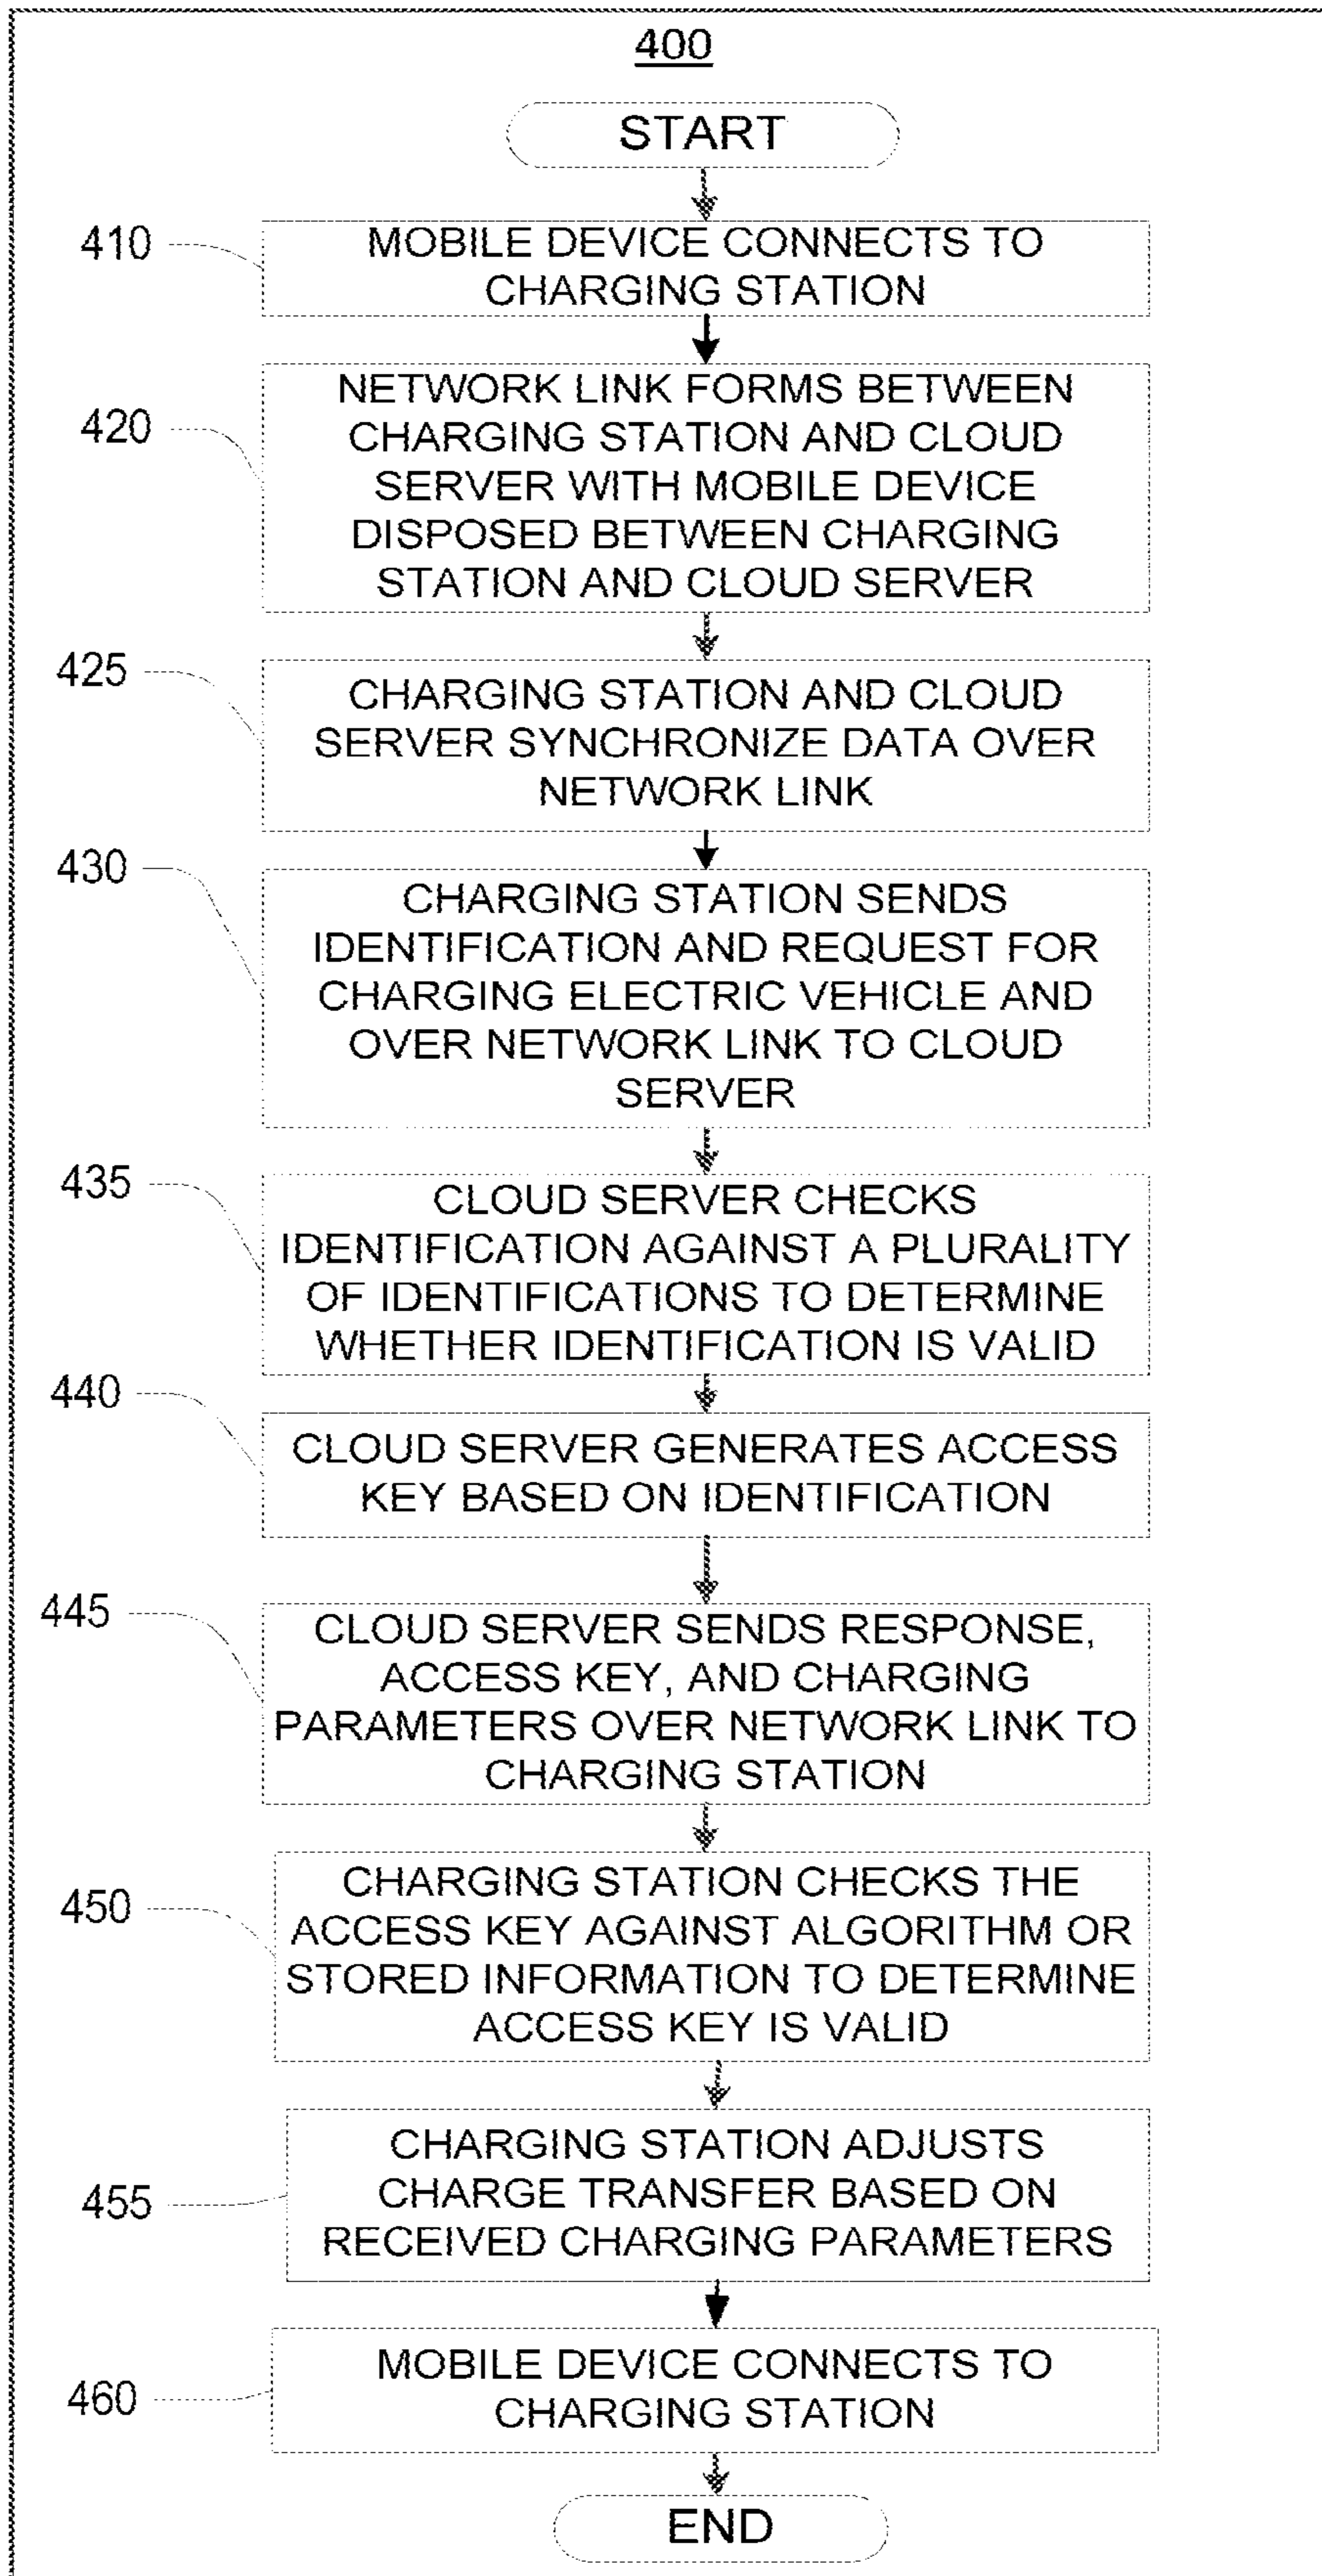 400
START
410
MOBILE DEVICE CONNECTS TO
CHARGING STATION
420
NETWORK LINK FORMS BETWEEN
CHARGING STATION AND CLOUD
SERVER WITH MOBILE DEVICE
DISPOSED BETWEEN CHARGING
STATION AND CLOUD SERVER
425
CHARGING STATION AND CLOUD
SERVER SYNCHRONIZE DATA OVER
NETWORK LINK
430
CHARGING STATION SENDS
IDENTIFICATION AND REQUEST FOR
CHARGING ELECTRIC VEHICLE AND
OVER NETWORK LINK TO CLOUD
SERVER
435
CLOUD SERVER CHECKS
IDENTIFICATION AGAINST A PLURALITY
OF IDENTIFICATIONS TO DETERMINE
WHETHER IDENTIFICATION IS VALID
440
CLOUD SERVER GENERATES ACCESS
KEY BASED ON IDENTIFICATION
445
CLOUD SERVER SENDS RESPONSE,
ACCESS KEY, AND CHARGING
PARAMETERS OVER NETWORK LINK TO
CHARGING STATION
450
CHARGING STATION CHECKS THE
ACCESS KEY AGAINST ALGORITHM OR
STORED INFORMATION TO DETERMINE
ACCESS KEY IS VALID
455
CHARGING STATION ADJUSTS
CHARGE TRANSFER BASED ON
RECEIVED CHARGING PARAMETERS
460
MOBILE DEVICE CONNECTS TO
CHARGING STATION
END